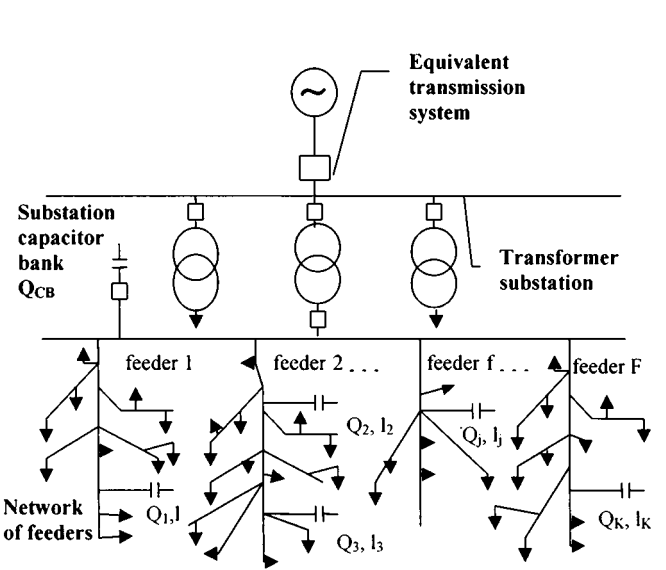 Equivalent
transmission
system
Substation
capacitor
bank
QCB
Transformer
substation
feeder 1
feeder 2 . . .
feeder f . . .
feeder F
Q2, l2
Qj, lj
Network
of feeders
Q1,l
Q3, l3
QK, lK